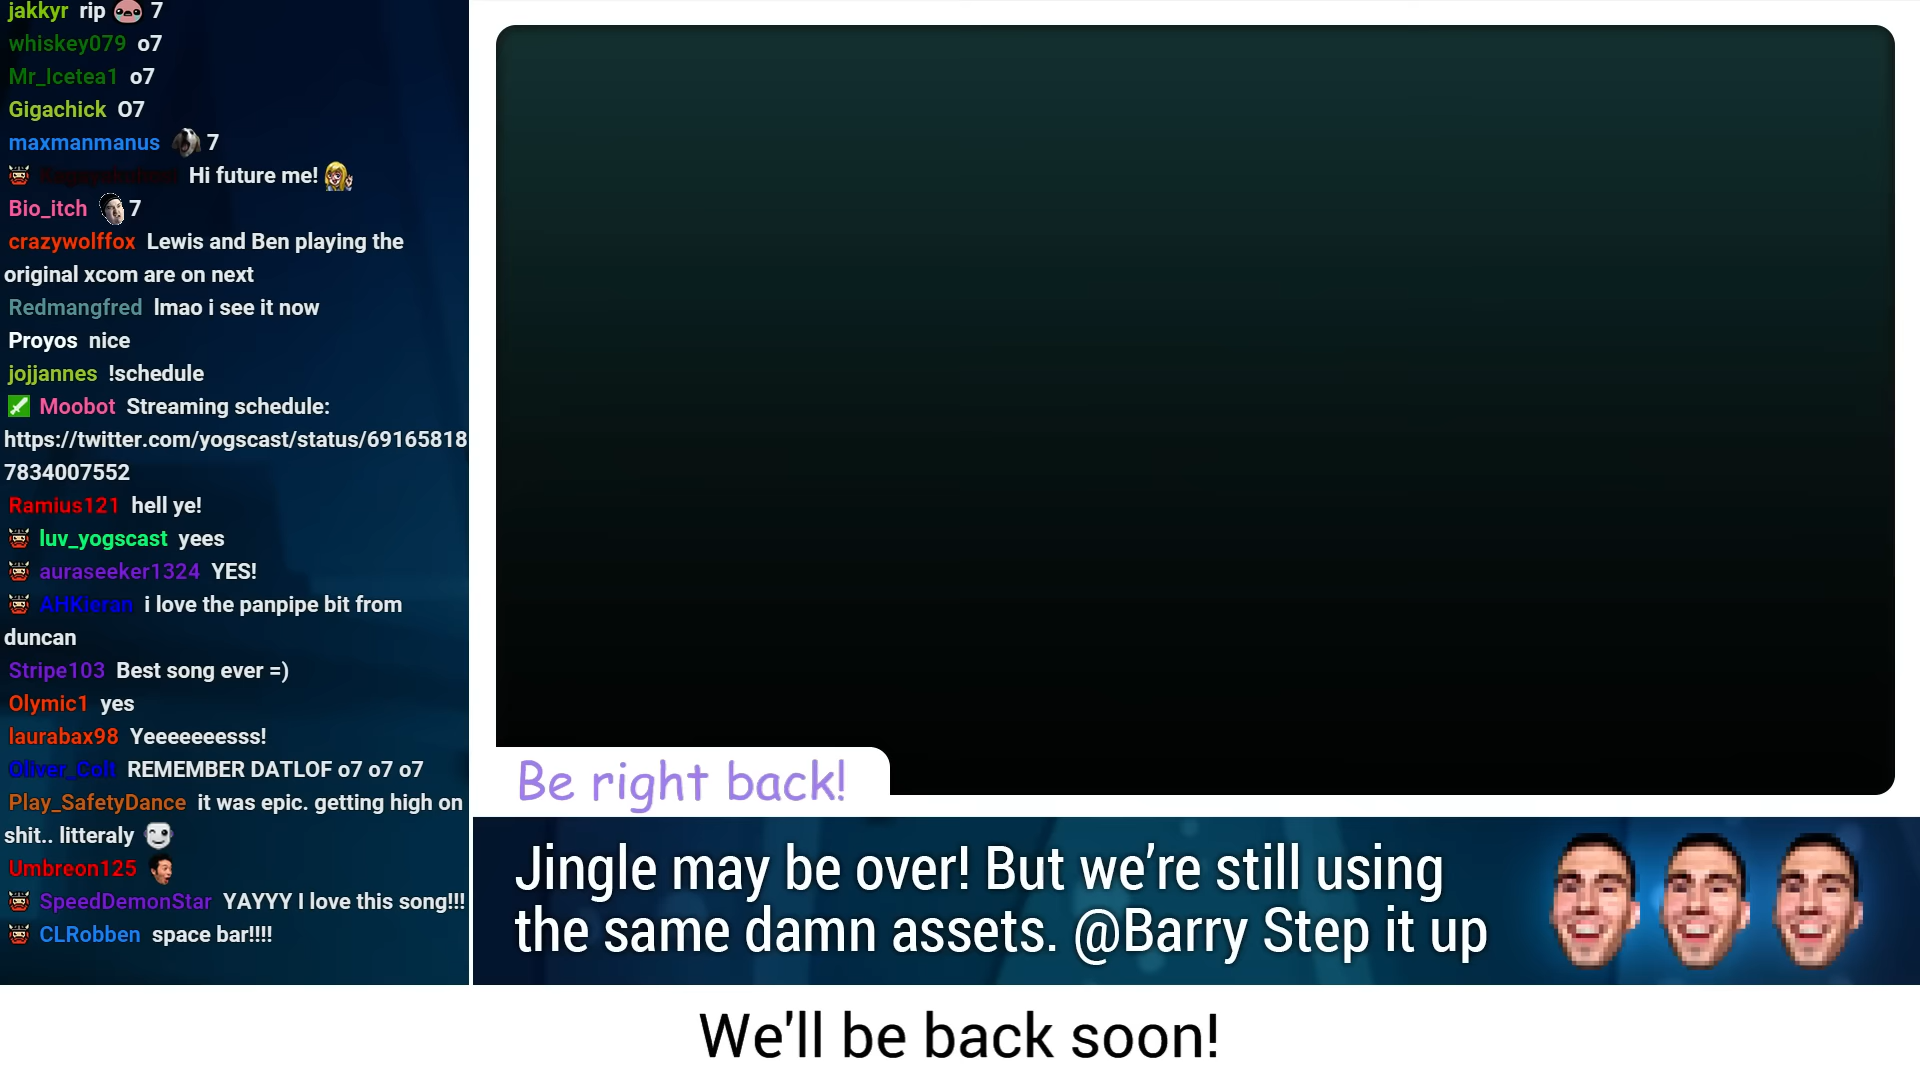 jakkyr rip 7
whiskey079 o7
Mr_Icetea1 o7
Gigachick O7
maxmanmanus 7
Hi future me!
Bio_itch 7
crazywolffox Lewis and Ben playing the
original xcom are on next
Redmangfred lmao i see it now
Proyos nice
jojjannes !schedule
Moobot Streaming schedule:
https://twitter.com/yogscast/status/69165818
7834007552
Ramius121 hell ye!
luv_yogscast yees
auraseeker1324 YES!
AHKieran i love the panpipe bit from
duncan
Stripe103 Best song ever =)
Olymic1 yes
laurabax98 Yeeeeeeesss!
Oliver_Colt REMEMBER DATLOF o7 o7 o7
Play_SafetyDance it was epic. getting high on
shit.. litteraly
Umbreon125
SpeedDemonStar YAYYY I love this song!!!
CLRobben space bar!!!!
Be right back!
Jingle may be over! But we’re still using
the same damn assets. @Barry Step it up
We'll be back soon!